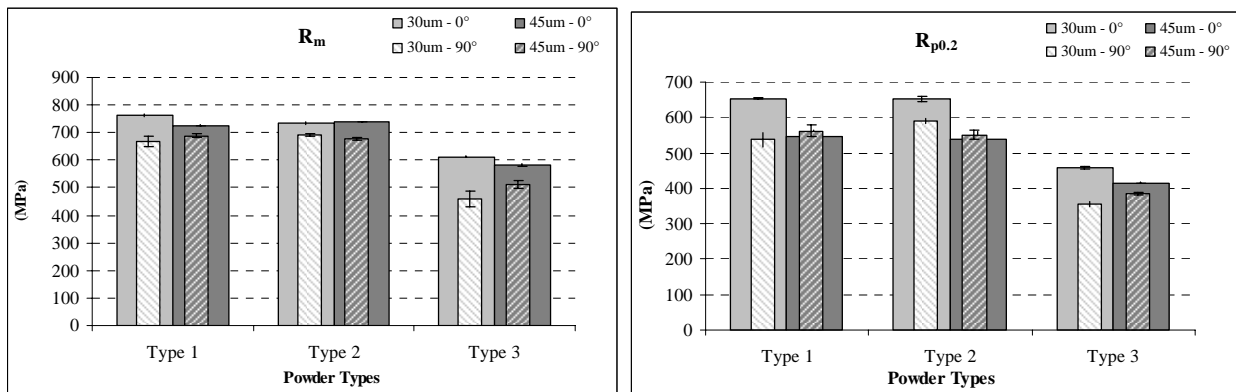 R_m
30um - 0° 45um - 0°
30um - 90° 45um - 90°
900
800
700
600
500
400
300
200
100
0
(MPa)
Type 1 Type 2 Type 3
Powder Types
R_p0.2
30um - 0° 45um - 0°
30um - 90° 45um - 90°
700
600
500
400
300
200
100
0
(MPa)
Type 1 Type 2 Type 3
Powder Types